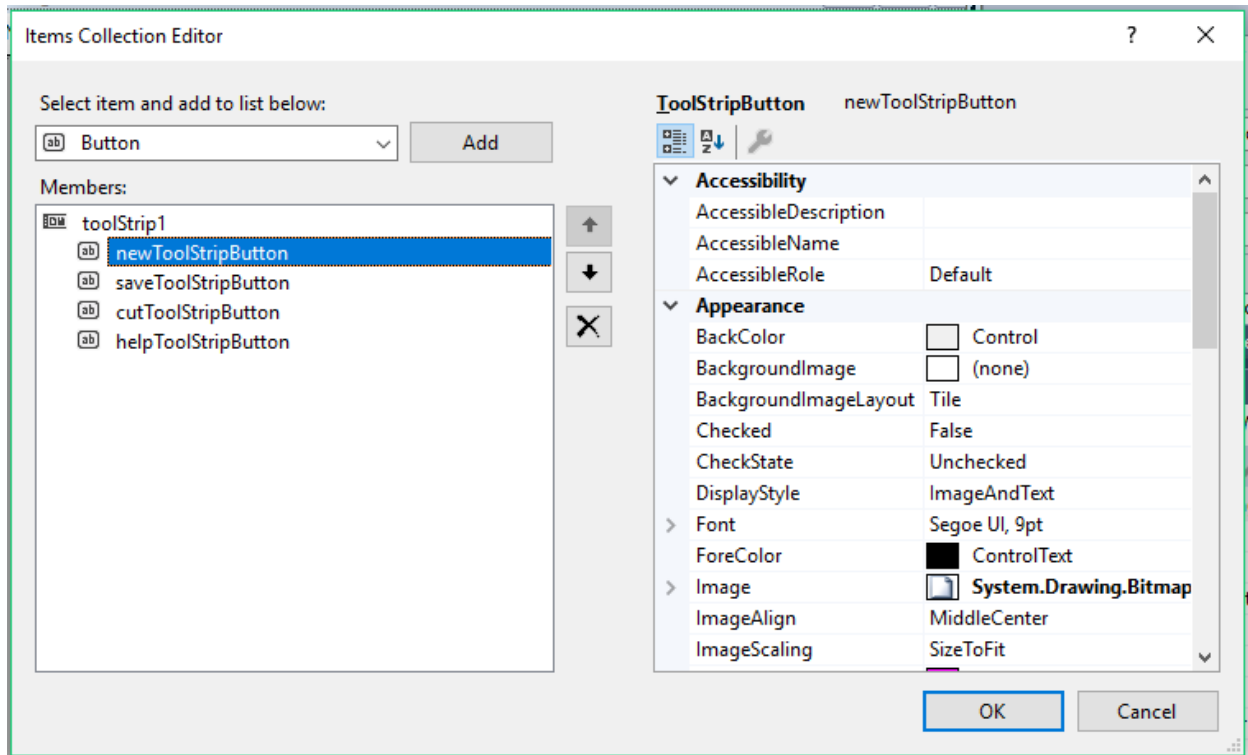 Items Collection Editor
?
Select item and add to list below:
Button
Add
Members:
toolStrip1
newToolStripButton
saveToolStripButton
cutToolStripButton
helpToolStripButton
ToolStripButton newToolStripButton
Accessibility
AccessibleDescription
AccessibleName
AccessibleRole Default
Appearance
BackColor Control
BackgroundImage (none)
BackgroundImageLayout Tile
Checked False
CheckState Unchecked
DisplayStyle ImageAndText
Font Segoe UI, 9pt
ForeColor ControlText
Image System.Drawing.Bitmap
ImageAlign MiddleCenter
ImageScaling SizeToFit
OK
Cancel